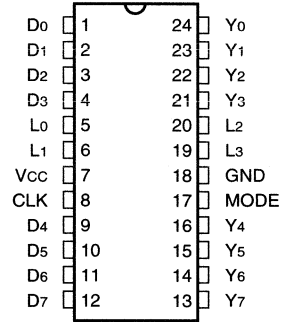 D0 1 24 Y0
D1 2 23 Y1
D2 3 22 Y2
D3 4 21 Y3
L0 5 20 L2
L1 6 19 L3
VCC 7 18 GND
CLK 8 17 MODE
D4 9 16 Y4
D5 10 15 Y5
D6 11 14 Y6
D7 12 13 Y7